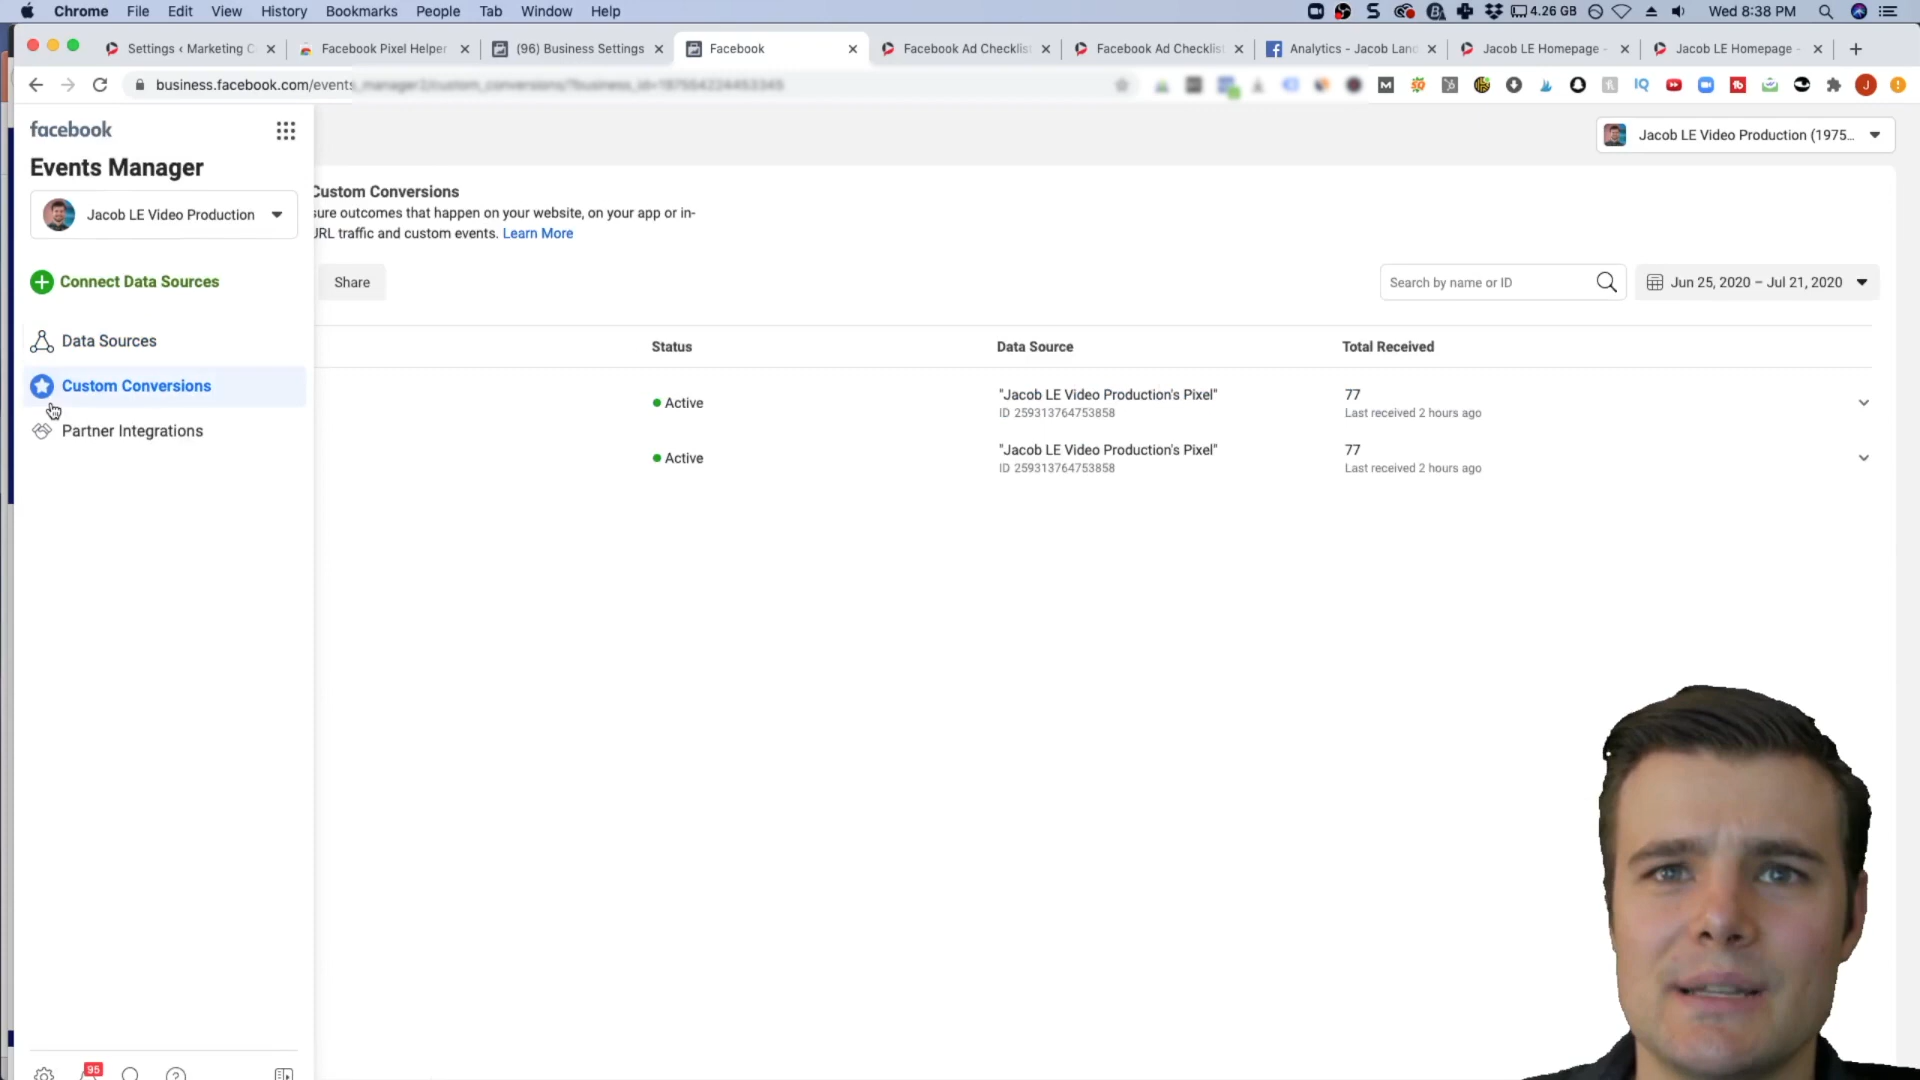 Chrome File Edit View History Bookmarks People Tab Window Help 4.26 GB Wed 8:38 PM
Settings ‹ Marketing C Facebook Pixel Helper (96) Business Settings Facebook Facebook Ad Checklist Facebook Ad Checklist Analytics - Jacob Land Jacob LE Homepage - Jacob LE Homepage -
business.facebook.com/events_manager2/custom_conversions/?business_id=
facebook
Events Manager
Jacob LE Video Production
Connect Data Sources
Data Sources
Custom Conversions
Partner Integrations
95
Jacob LE Video Production (1975...
Custom Conversions
sure outcomes that happen on your website, on your app or in-
URL traffic and custom events. Learn More
Share
Search by name or ID
Jun 25, 2020 – Jul 21, 2020
Status Data Source Total Received
Active "Jacob LE Video Production's Pixel" 77
ID 259313764753858 Last received 2 hours ago
Active "Jacob LE Video Production's Pixel" 77
ID 259313764753858 Last received 2 hours ago